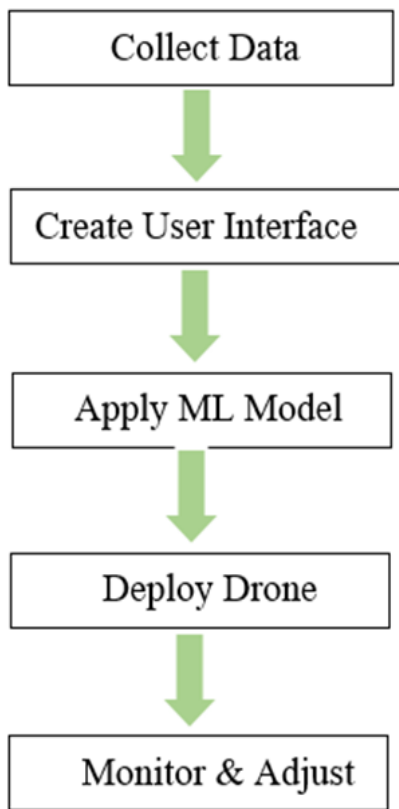 Collect Data
Create User Interface
Apply ML Model
Deploy Drone
Monitor & Adjust